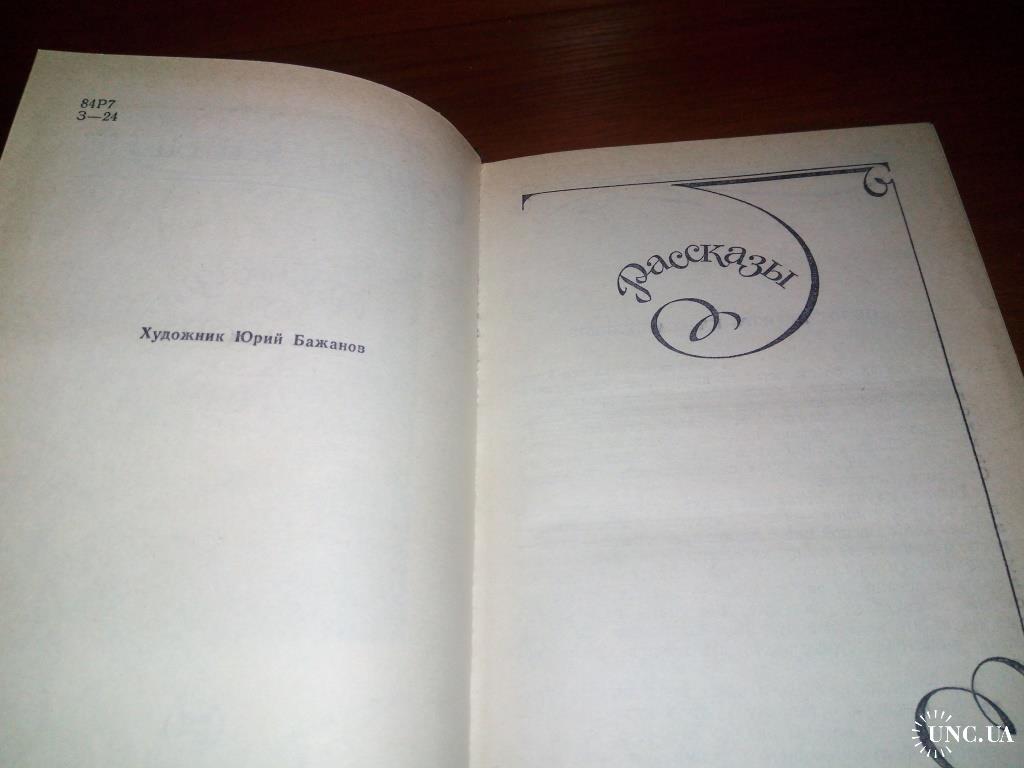 84Р7
З—24
Художник Юрий Бажанов
Рассказы
UNC.UA